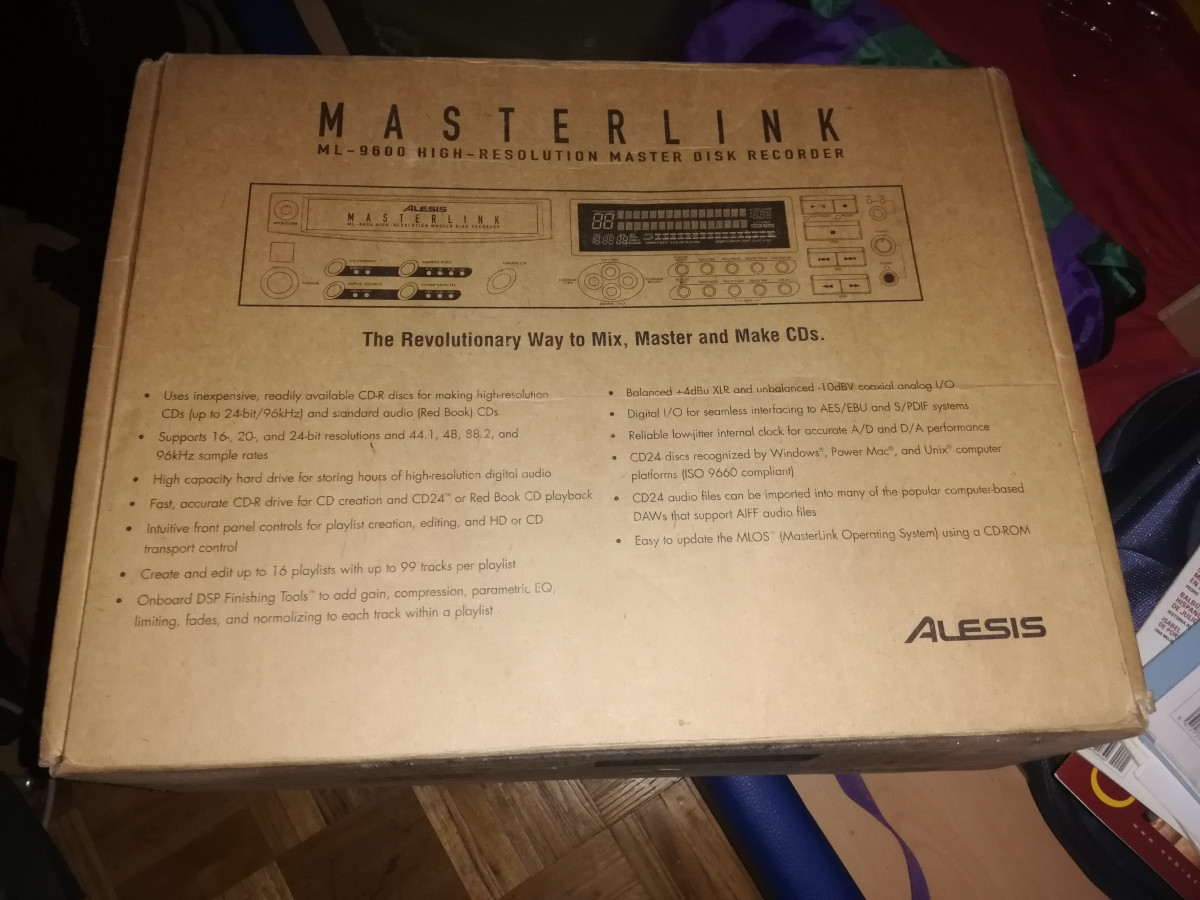 MASTERLINK
ML-9600 HIGH-RESOLUTION MASTER DISK RECORDER
ALESIS
MASTERLINK
ML-9600 HIGH-RESOLUTION MASTER DISK RECORDER
The Revolutionary Way to Mix, Master and Make CDs.
• Uses inexpensive, readily available CD-R discs for making high-resolution
CDs (up to 24-bit/96kHz) and standard audio (Red Book) CDs
• Supports 16-, 20-, and 24-bit resolutions and 44.1, 48, 88.2, and
96kHz sample rates
• High capacity hard drive for storing hours of high-resolution digital audio
• Fast, accurate CD-R drive for CD creation and CD24™ or Red Book CD playback
• Intuitive front panel controls for playlist creation, editing, and HD or CD
transport control
• Create and edit up to 16 playlists with up to 99 tracks per playlist
• Onboard DSP Finishing Tools™ to add gain, compression, parametric EQ,
limiting, fades, and normalizing to each track within a playlist
• Balanced +4dBu XLR and unbalanced -10dBV coaxial analog I/O
• Digital I/O for seamless interfacing to AES/EBU and S/PDIF systems
• Reliable low-jitter internal clock for accurate A/D and D/A performance
• CD24 discs recognized by Windows®, Power Mac®, and Unix® computer
platforms (ISO 9660 compliant)
• CD24 audio files can be imported into many of the popular computer-based
DAWs that support AIFF audio files
• Easy to update the MLOS™ (MasterLink Operating System) using a CD-ROM
ALESIS